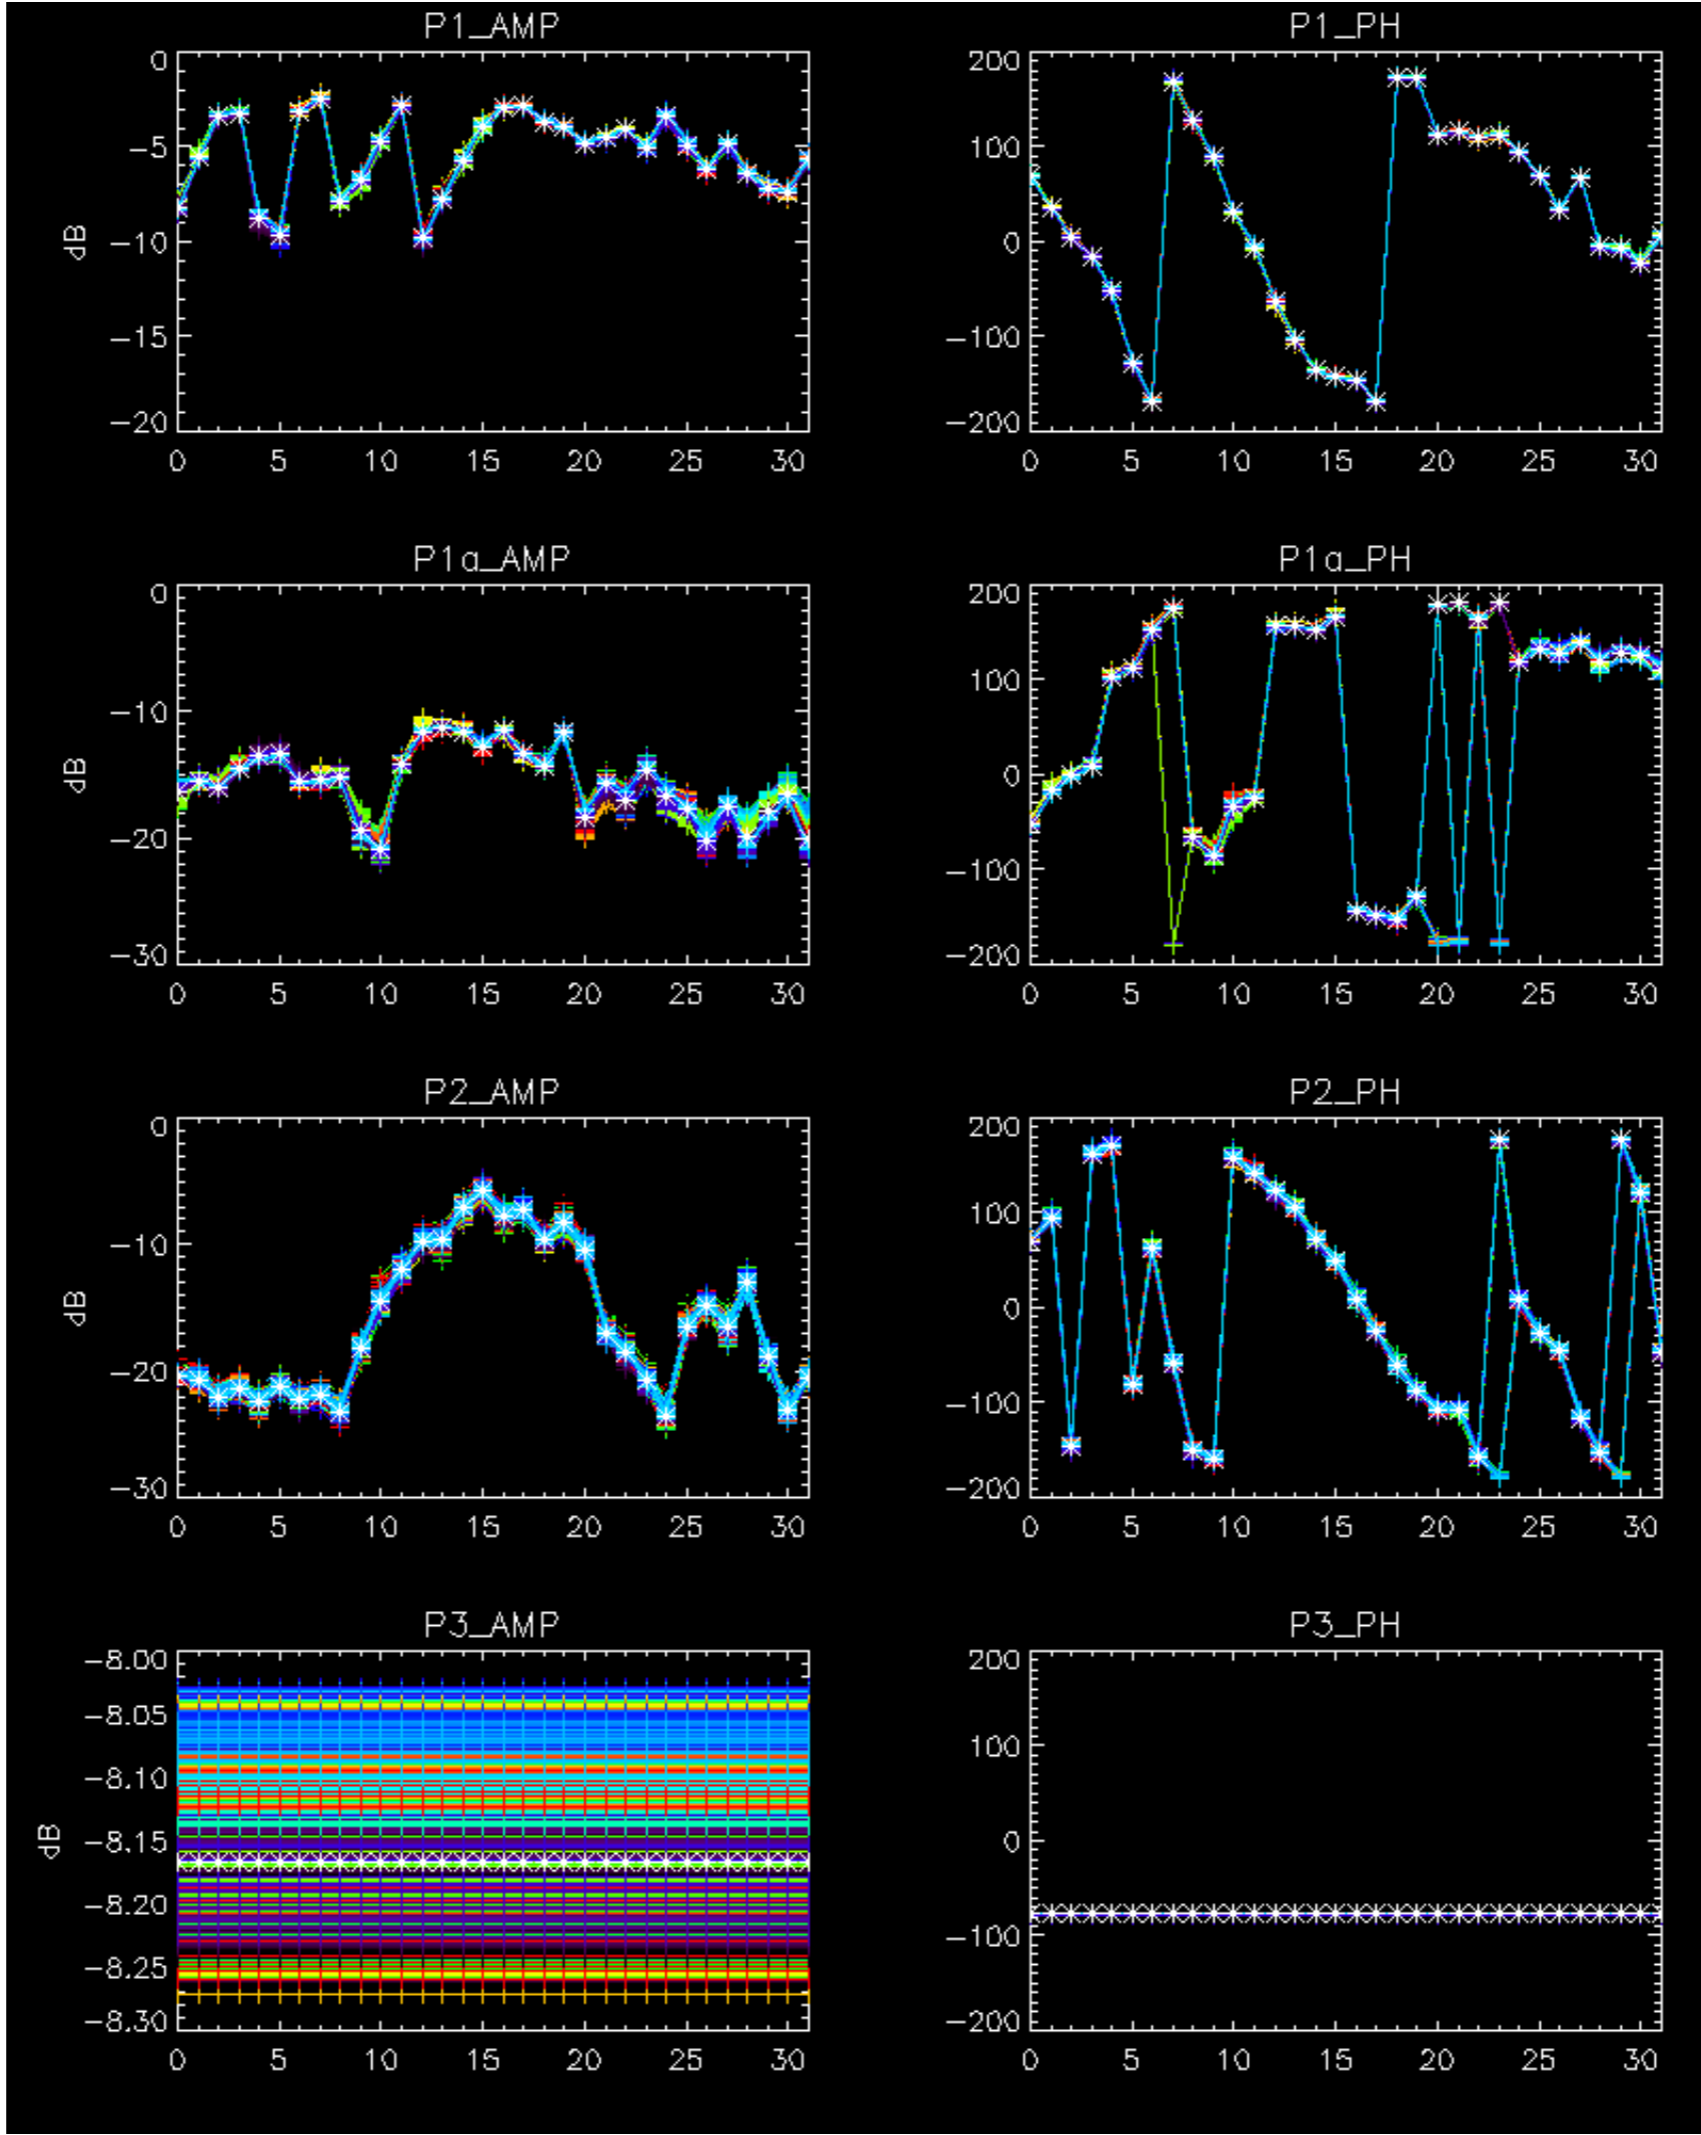 P1_AMP P1_PH
0 200
-5 100
dB -10 0
-15 -100
-20 -200
0 5 10 15 20 25 30 0 5 10 15 20 25 30
P1a_AMP P1a_PH
0 200
-10 100
dB 0
-20 -100
-30 -200
0 5 10 15 20 25 30 0 5 10 15 20 25 30
P2_AMP P2_PH
0 200
-10 100
dB 0
-20 -100
-30 -200
0 5 10 15 20 25 30 0 5 10 15 20 25 30
P3_AMP P3_PH
-8.00 200
-8.05
-8.10 100
dB -8.15 0
-8.20
-8.25 -100
-8.30 -200
0 5 10 15 20 25 30 0 5 10 15 20 25 30